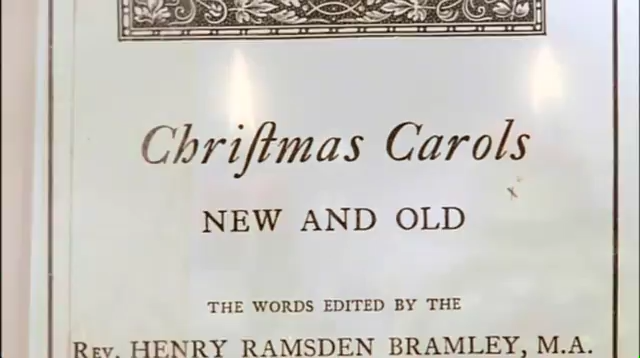 Chriſtmas Carols
NEW AND OLD
THE WORDS EDITED BY THE
Rev. HENRY RAMSDEN BRAMLEY, M.A.